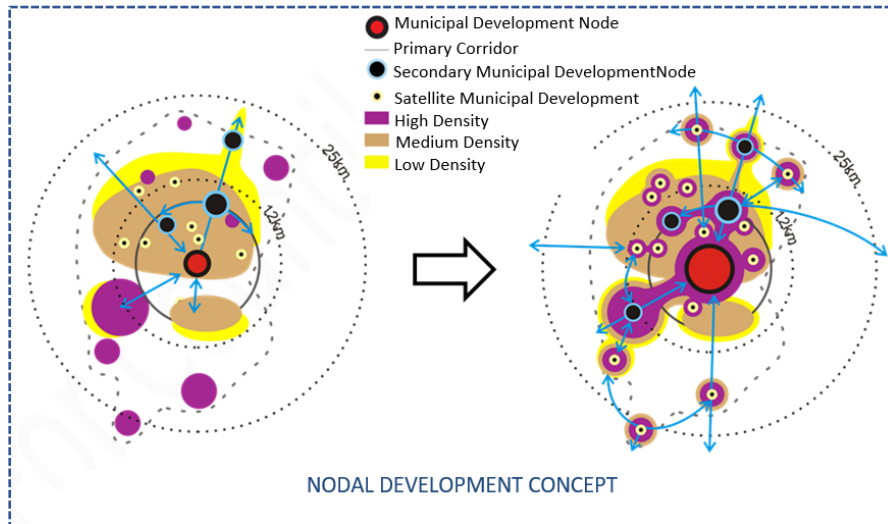 Municipal Development Node
Primary Corridor
Secondary Municipal DevelopmentNode
Satellite Municipal Development
High Density
Medium Density
Low Density
25km
12km
25km
12km
NODAL DEVELOPMENT CONCEPT